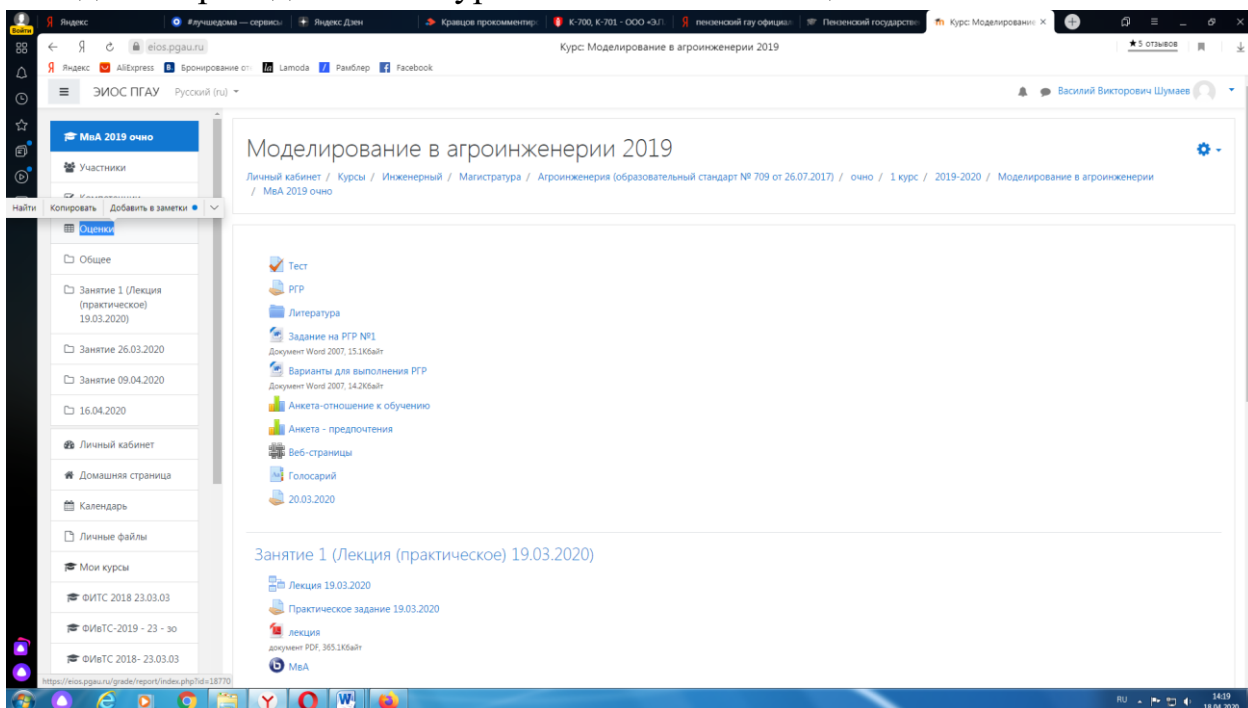 Войти
Яндекс
#лучшедома — сервисы
Яндекс.Дзен
Кравцов прокомментир
К-700, К-701 - ООО «З.Г.
пензенский гау официал
Пензенский государстве
Курс: Моделирование
eios.pgau.ru
Курс: Моделирование в агроинженерии 2019
★5 отзывов
Яндекс
AliExpress
Бронирование от
Lamoda
Рамблер
Facebook
ЭИОС ПГАУ
Русский (ru)
Василий Викторович Шумаев
МвА 2019 очно
Участники
Найти
Копировать
Добавить в заметки
Оценки
Общее
Занятие 1 (Лекция
(практическое)
19.03.2020)
Занятие 26.03.2020
Занятие 09.04.2020
16.04.2020
Личный кабинет
Домашняя страница
Календарь
Личные файлы
Мои курсы
ФИТС 2018 23.03.03
ФИвТС-2019 - 23 - зо
ФИвТС 2018- 23.03.03
https://eios.pgau.ru/grade/report/index.php?id=18770
Моделирование в агроинженерии 2019
Личный кабинет / Курсы / Инженерный / Магистратура / Агроинженерия (образовательный стандарт № 709 от 26.07.2017) / очно / 1 курс / 2019-2020 / Моделирование в агроинженерии
/ МвА 2019 очно
Тест
РГР
Литература
Задание на РГР №1
Документ Word 2007, 15.1Кбайт
Варианты для выполнения РГР
Документ Word 2007, 14.2Кбайт
Анкета-отношение к обучению
Анкета - предпочтения
Веб-страницы
Голосарий
20.03.2020
Занятие 1 (Лекция (практическое) 19.03.2020)
Лекция 19.03.2020
Практическое задание 19.03.2020
лекция
документ PDF, 365.1Кбайт
МвА
RU
14:19
18.04.2020